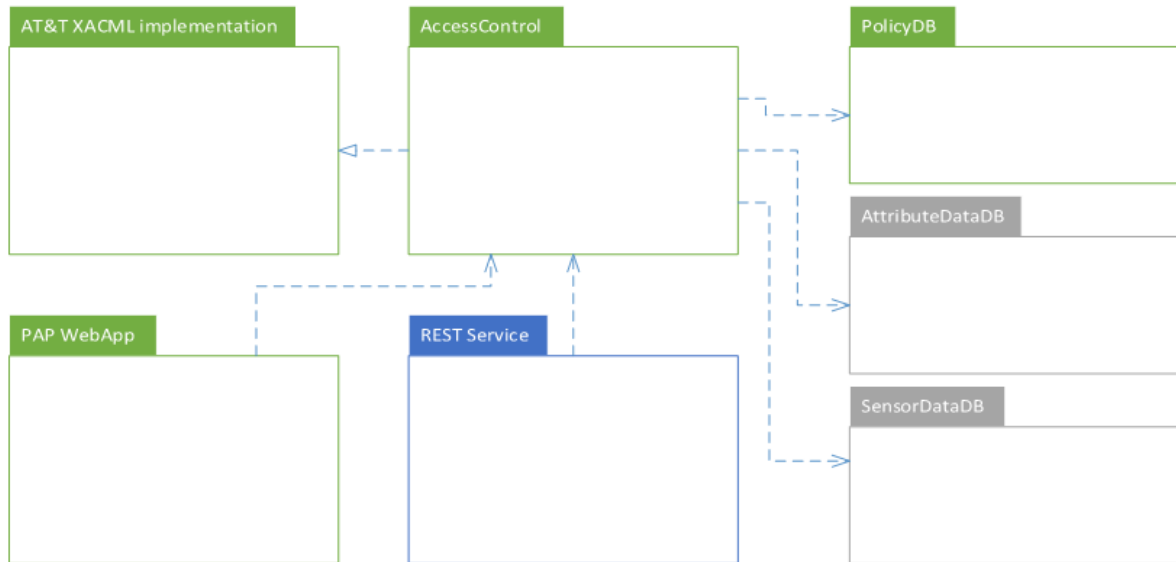 AT&T XACML implementation
AccessControl
PolicyDB
AttributeDataDB
PAP WebApp
REST Service
SensorDataDB